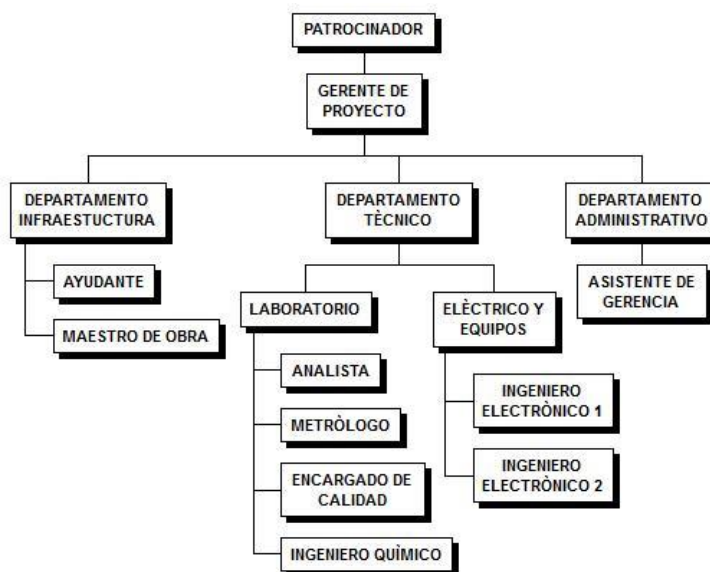 PATROCINADOR
GERENTE DE
PROYECTO
DEPARTAMENTO
INFRAESTUCTURA
DEPARTAMENTO
TÈCNICO
DEPARTAMENTO
ADMINISTRATIVO
AYUDANTE
MAESTRO DE OBRA
LABORATORIO
ELÈCTRICO Y
EQUIPOS
ASISTENTE DE
GERENCIA
ANALISTA
METRÒLOGO
ENCARGADO DE
CALIDAD
INGENIERO QUÌMICO
INGENIERO
ELECTRÒNICO 1
INGENIERO
ELECTRÒNICO 2